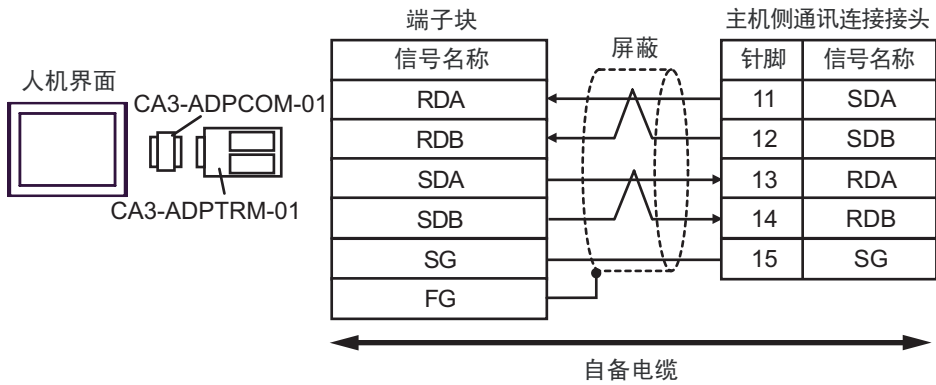 端子块
主机侧通讯连接接头
信号名称
屏蔽
针脚
信号名称
人机界面
CA3-ADPCOM-01
CA3-ADPTRM-01
RDA
11
SDA
RDB
12
SDB
SDA
13
RDA
SDB
14
RDB
SG
15
SG
FG
自备电缆